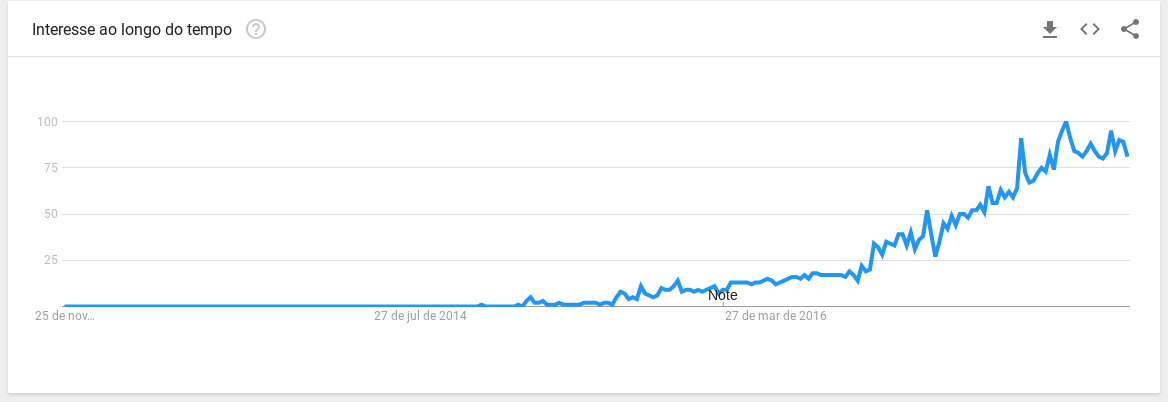 Interesse ao longo do tempo ?
100
75
50
25
Note
25 de nov...
27 de jul de 2014
27 de mar de 2016